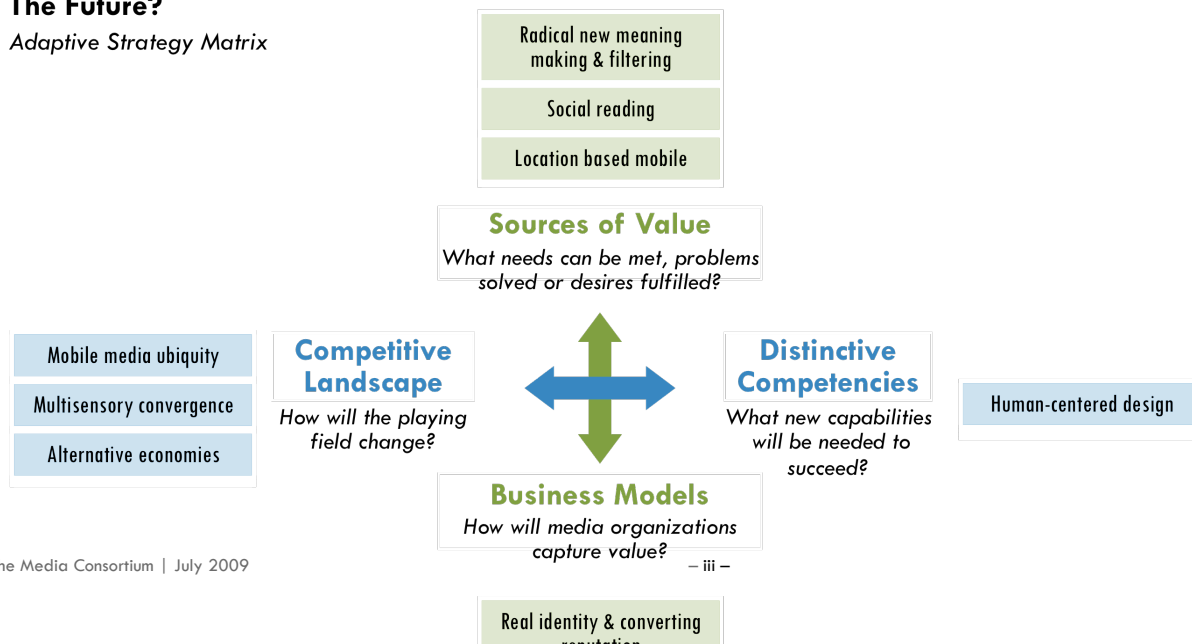 The Future?
Adaptive Strategy Matrix
Radical new meaning
making & filtering
Social reading
Location based mobile
Sources of Value
What needs can be met, problems
solved or desires fulfilled?
Mobile media ubiquity
Multisensory convergence
Alternative economies
Competitive
Landscape
How will the playing
field change?
Distinctive
Competencies
What new capabilities
will be needed to
succeed?
Human-centered design
Business Models
How will media organizations
capture value?
he Media Consortium | July 2009
– iii –
Real identity & converting
reputation